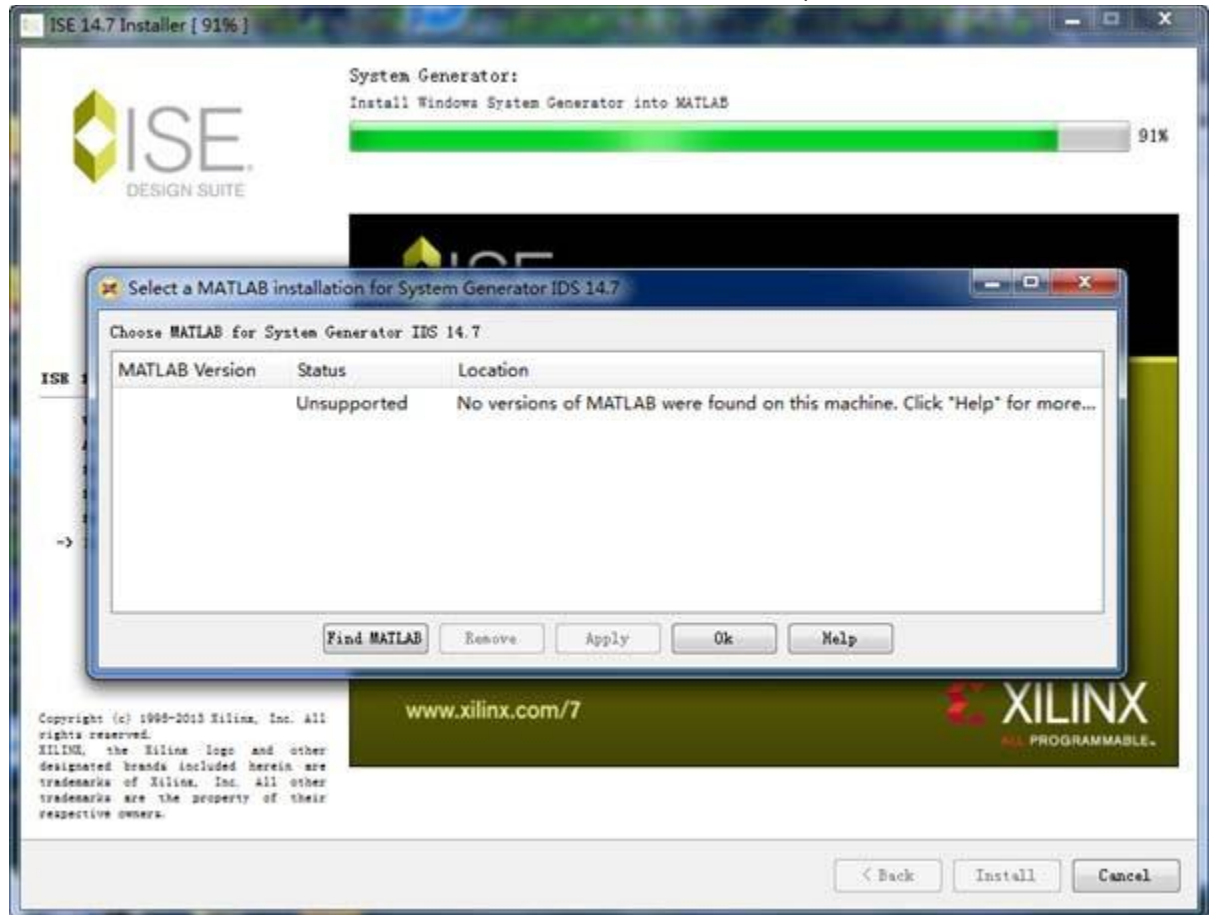 ISE 14.7 Installer [ 91% ]
System Generator:
Install Windows System Generator into MATLAB
91%
ISE
DESIGN SUITE
Select a MATLAB installation for System Generator IDS 14.7
Choose MATLAB for System Generator IDS 14.7
MATLAB Version Status Location
Unsupported No versions of MATLAB were found on this machine. Click "Help" for more...
ISE
->
Find MATLAB Remove Apply Ok Help
www.xilinx.com/7
XILINX
ALL PROGRAMMABLE.
Copyright (c) 1995-2013 Xilinx, Inc. All
rights reserved.
XILINX, the Xilinx logo and other
designated brands included herein are
trademarks of Xilinx, Inc. All other
trademarks are the property of their
respective owners.
< Back Install Cancel